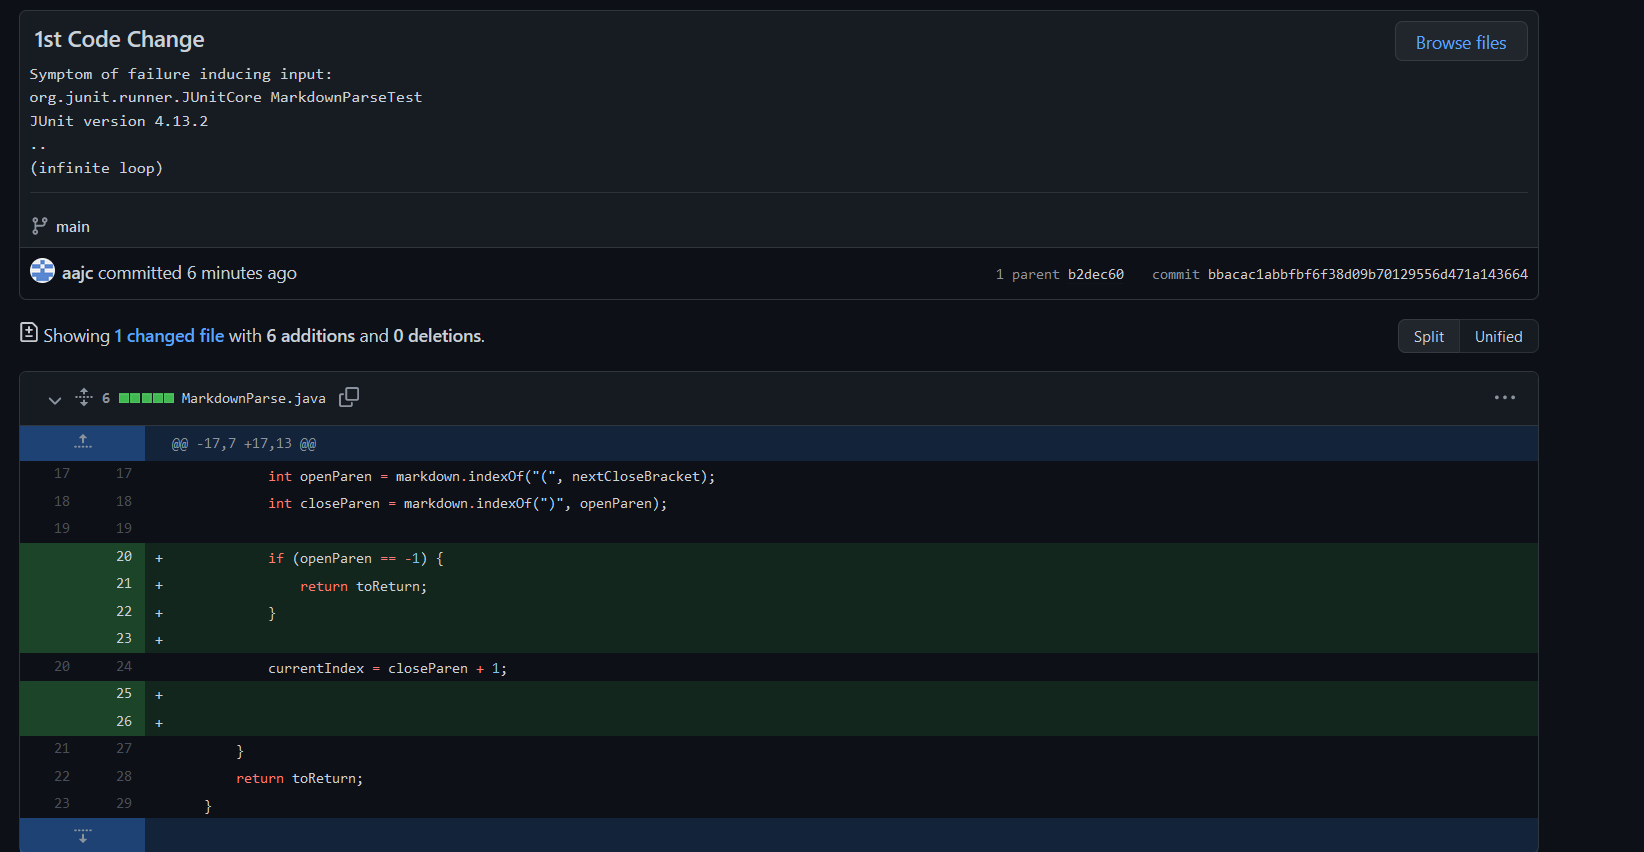 1st Code Change
Browse files
Symptom of failure inducing input:
org.junit.runner.JUnitCore MarkdownParseTest
JUnit version 4.13.2
..
(infinite loop)
main
aajc committed 6 minutes ago
1 parent b2dec60 commit bbacac1abbfbf6f38d09b70129556d471a143664
Showing 1 changed file with 6 additions and 0 deletions.
Split Unified
6 MarkdownParse.java
@@ -17,7 +17,13 @@
17 17 int openParen = markdown.indexOf("(", nextCloseBracket);
18 18 int closeParen = markdown.indexOf(")", openParen);
19 19
20 + if (openParen == -1) {
21 + return toReturn;
22 + }
23 +
20 24 currentIndex = closeParen + 1;
25 +
26 +
21 27 }
22 28 return toReturn;
23 29 }